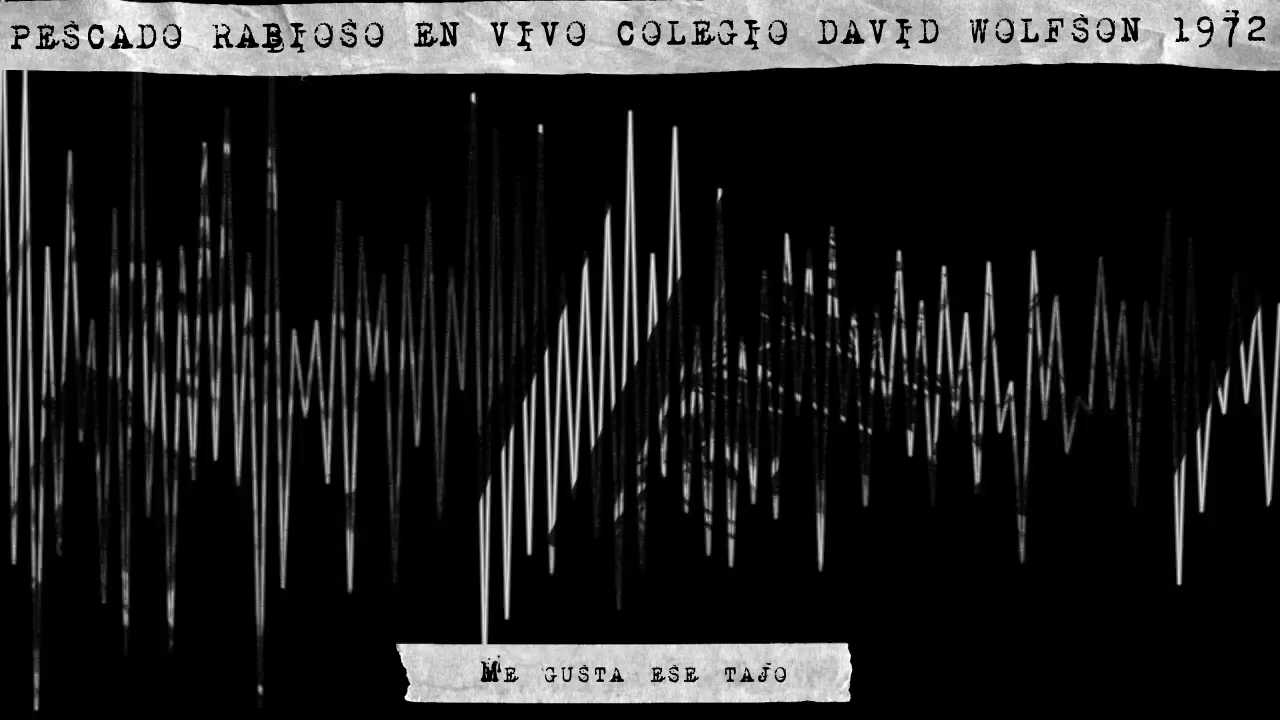 PESCADO RABIOSO EN VIVO COLEGIO DAVID WOLFSON 1972
ME GUSTA ESE TAJO